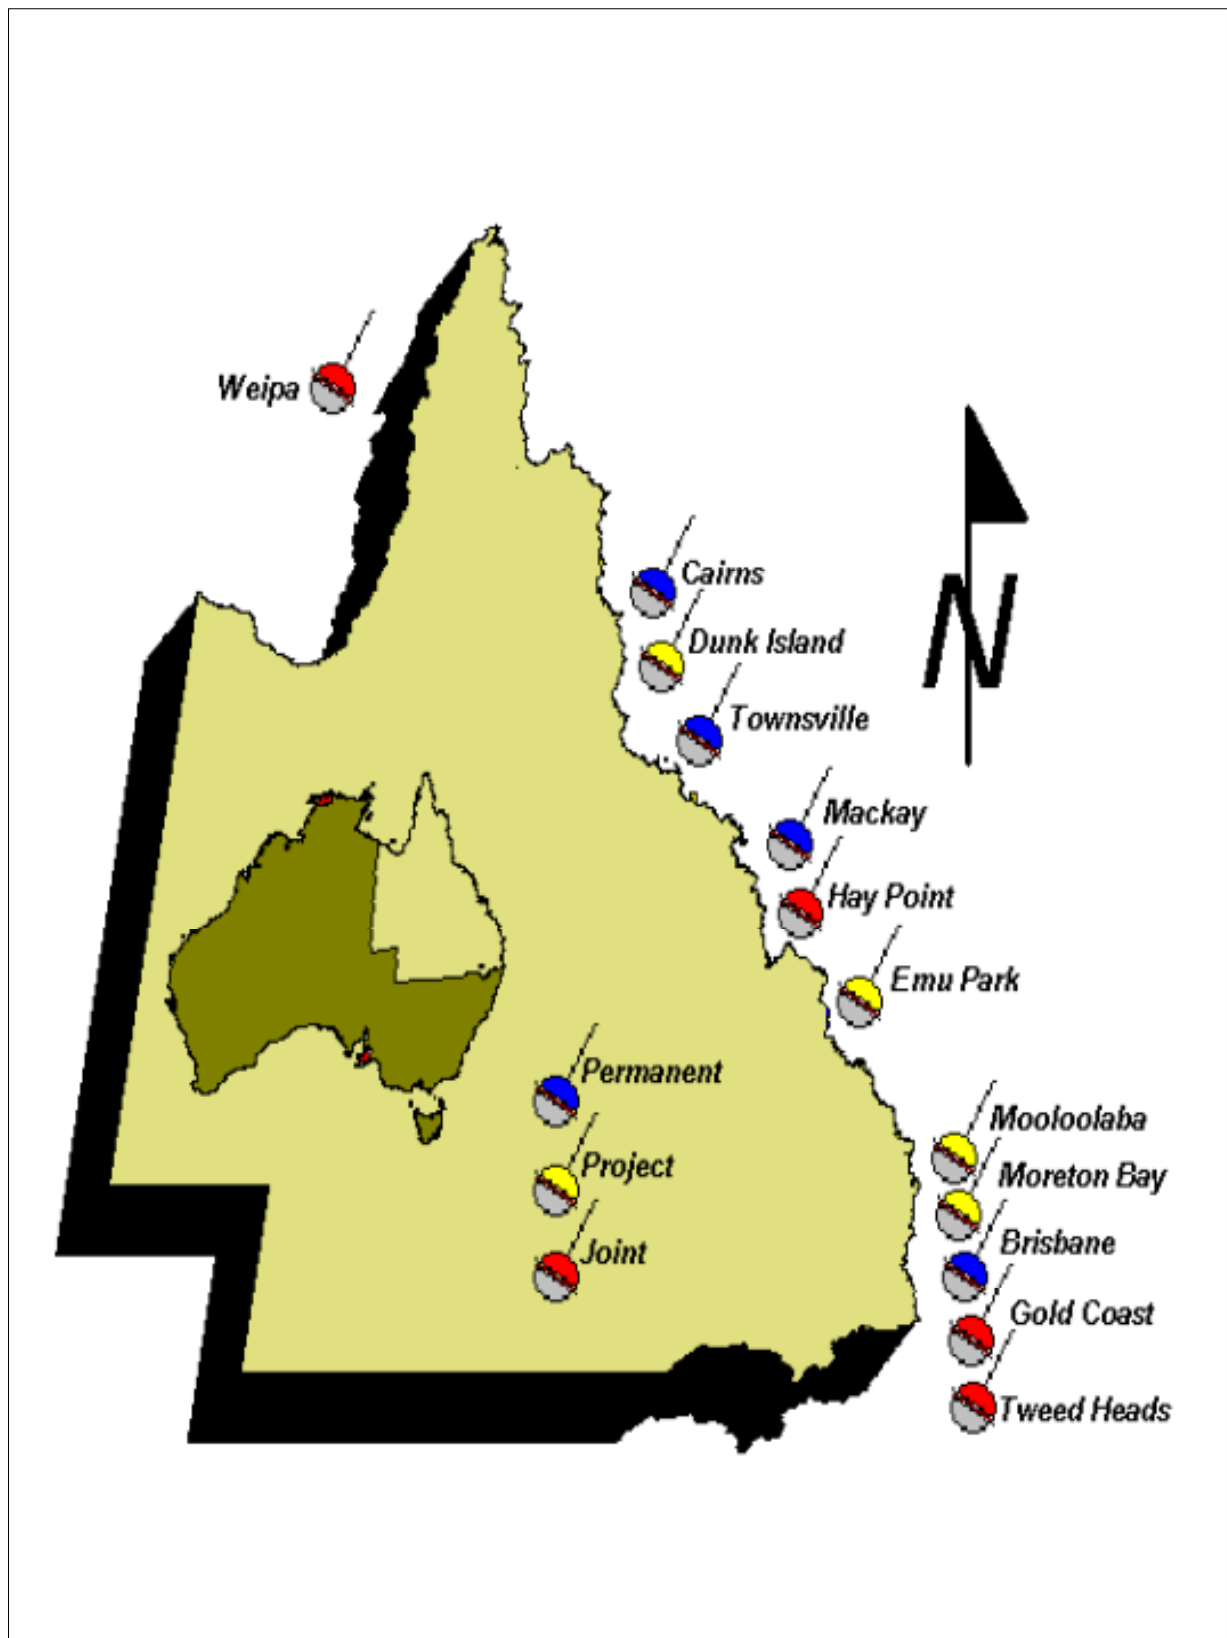 Weipa
Cairns
Dunk Island
N
Townsville
Mackay
Hay Point
Emu Park
Permanent
Mooloolaba
Project
Moreton Bay
Joint
Brisbane
Gold Coast
Tweed Heads